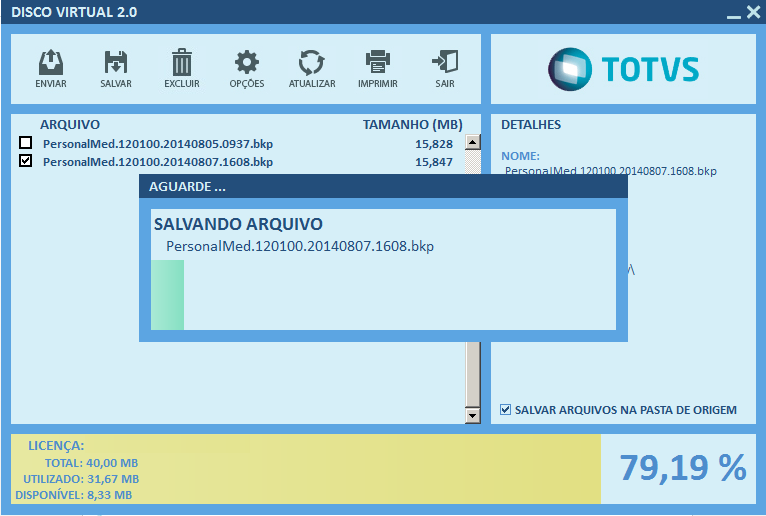 DISCO VIRTUAL 2.0
ENVIAR SALVAR EXCLUIR OPÇÕES ATUALIZAR IMPRIMIR SAIR
TOTVS
ARQUIVO TAMANHO (MB)
PersonalMed.120100.20140805.0937.bkp 15,828
PersonalMed.120100.20140807.1608.bkp 15,847
DETALHES
NOME:
PersonalMed.120100.20140807.1608.bkp
AGUARDE ...
SALVANDO ARQUIVO
PersonalMed.120100.20140807.1608.bkp
SALVAR ARQUIVOS NA PASTA DE ORIGEM
LICENÇA:
TOTAL: 40,00 MB
UTILIZADO: 31,67 MB
DISPONÍVEL: 8,33 MB
79,19 %